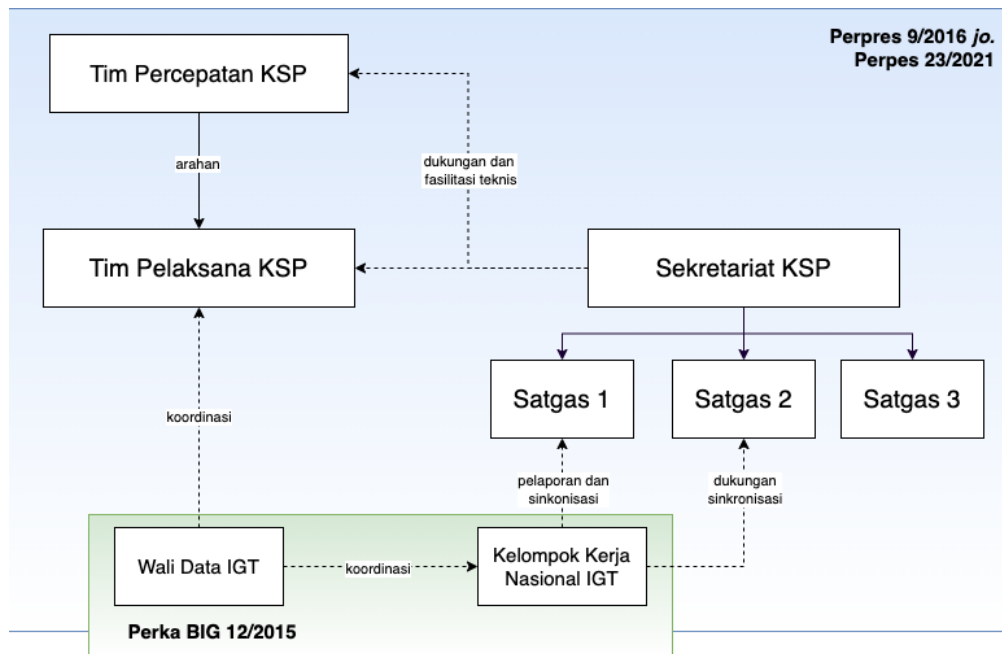 Perpres 9/2016 jo.
Perpes 23/2021
Tim Percepatan KSP
arahan
dukungan dan
fasilitasi teknis
Tim Pelaksana KSP
Sekretariat KSP
Satgas 1
Satgas 2
Satgas 3
koordinasi
pelaporan dan
sinkonisasi
dukungan
sinkronisasi
Wali Data IGT
koordinasi
Kelompok Kerja
Nasional IGT
Perka BIG 12/2015